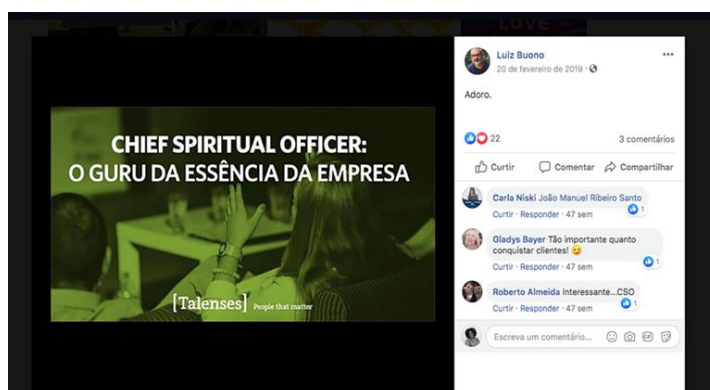 LOVE
CHIEF SPIRITUAL OFFICER:
O GURU DA ESSÊNCIA DA EMPRESA
[Talenses] People that matter
Luiz Buono
20 de fevereiro de 2019 ·
Adoro.
22
3 comentários
Curtir
Comentar
Compartilhar
Carla Niski João Manuel Ribeiro Santo
1
Curtir · Responder · 47 sem
Gladys Bayer Tão importante quanto
conquistar clientes!
1
Curtir · Responder · 47 sem
Roberto Almeida Interessante...CSO
1
Curtir · Responder · 47 sem
Escreva um comentário...
GIF